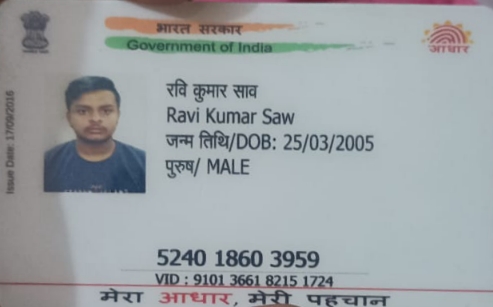 भारत सरकार
Government of India
आधार
Issue Date: 17/09/2016
रवि कुमार साव
Ravi Kumar Saw
जन्म तिथि/DOB: 25/03/2005
पुरुष/ MALE
5240 1860 3959
VID : 9101 3661 8215 1724
मेरा आधार, मेरी पहचान